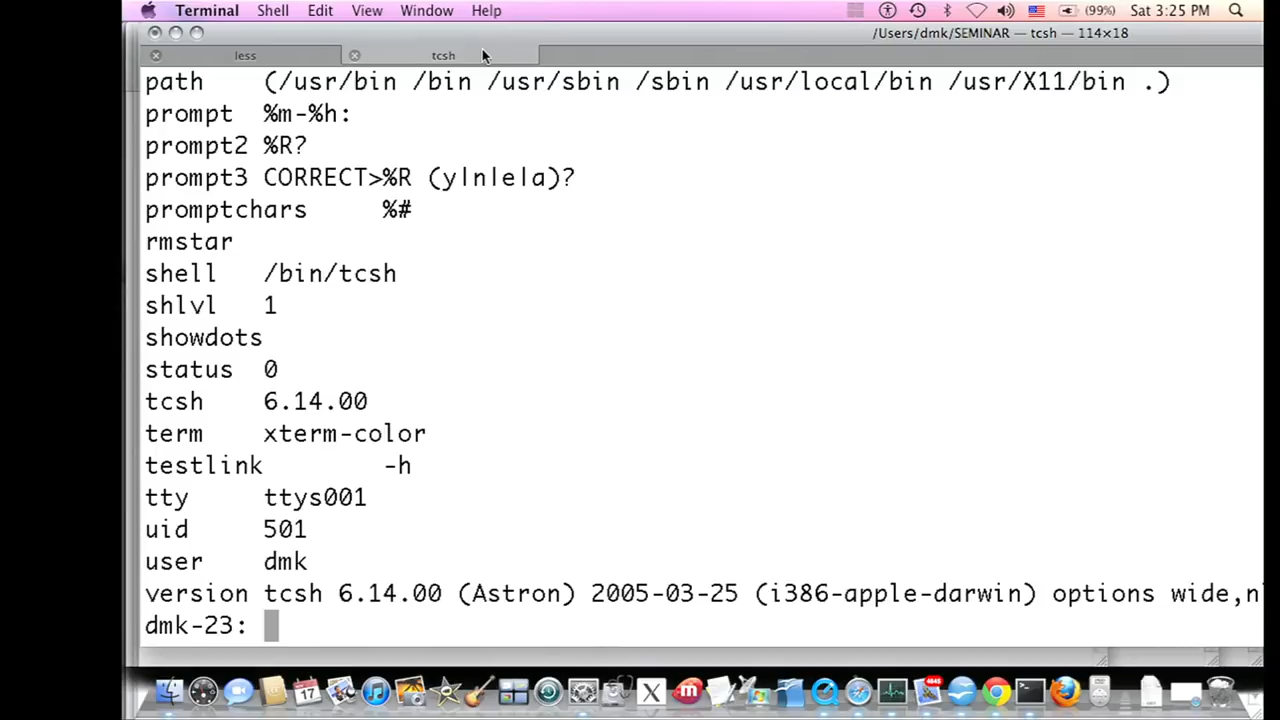 Terminal Shell Edit View Window Help (99%) Sat 3:25 PM
/Users/dmk/SEMINAR — tcsh — 114×18
less tcsh
path (/usr/bin /bin /usr/sbin /sbin /usr/local/bin /usr/X11/bin .)
prompt %m-%h:
prompt2 %R?
prompt3 CORRECT>%R (y|n|e|a)?
promptchars %#
rmstar
shell /bin/tcsh
shlvl 1
showdots
status 0
tcsh 6.14.00
term xterm-color
testlink -h
tty ttys001
uid 501
user dmk
version tcsh 6.14.00 (Astron) 2005-03-25 (i386-apple-darwin) options wide,n
dmk-23:
17 X m